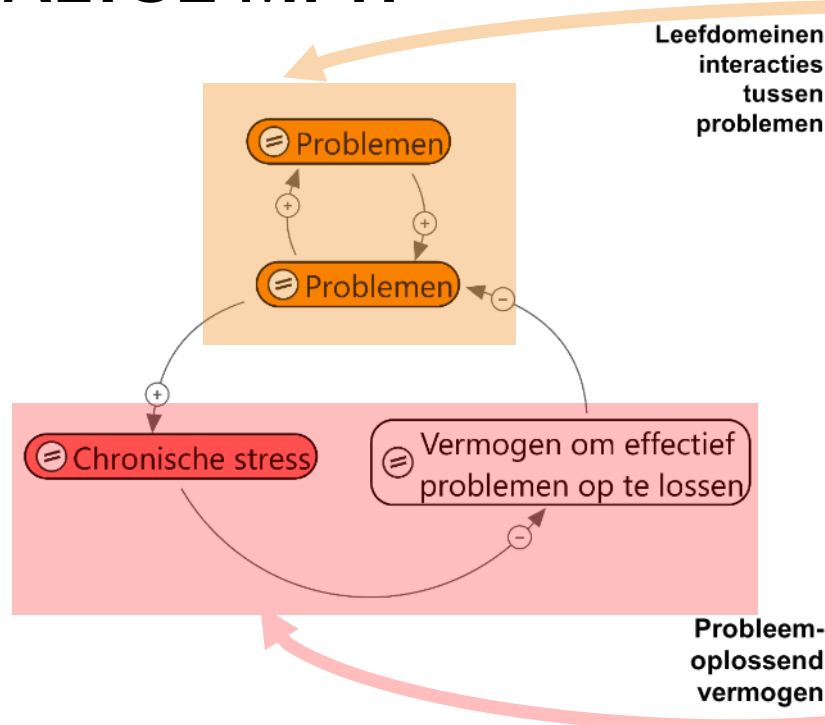 Leefdomeinen
interacties
tussen
problemen
Problemen
+
+
Problemen
−
+
Chronische stress
Vermogen om effectief
problemen op te lossen
−
Probleem-
oplossend
vermogen